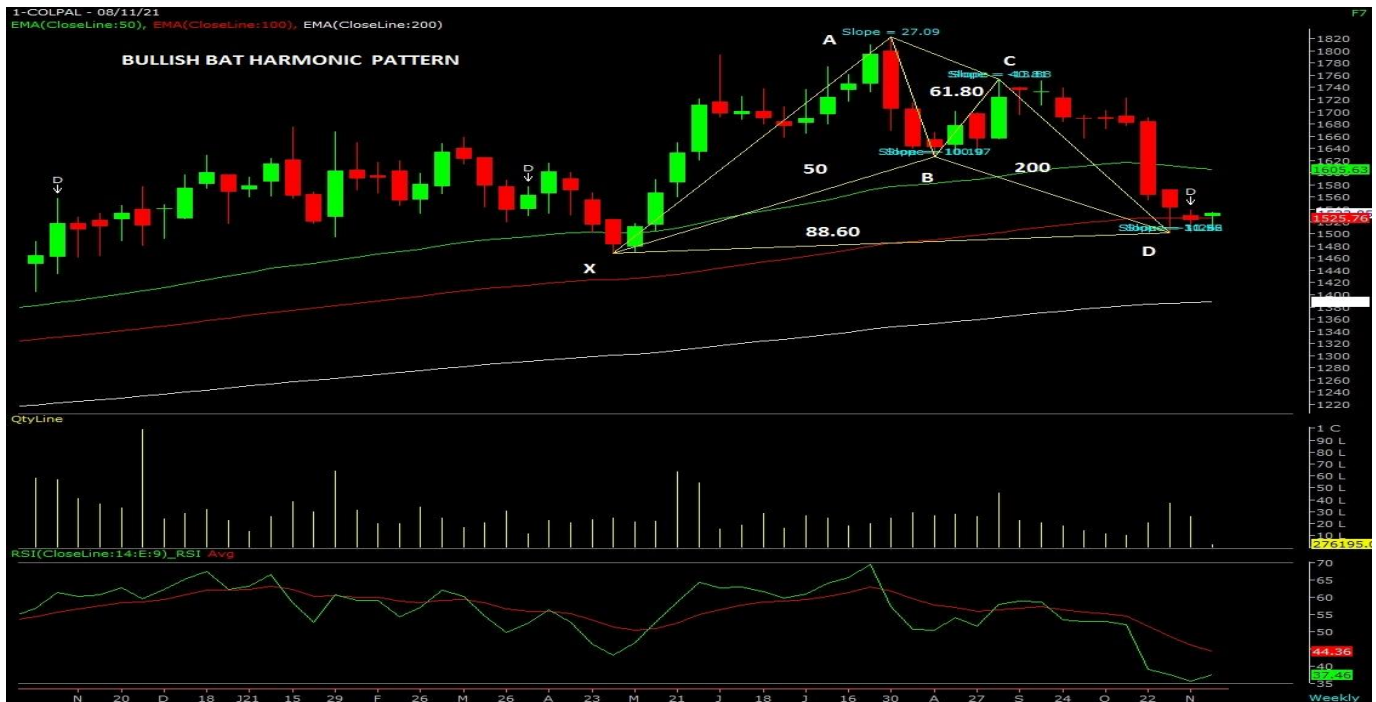 1-COLPAL - 08/11/21 F7
EMA(CloseLine:50), EMA(CloseLine:100), EMA(CloseLine:200)
BULLISH BAT HARMONIC PATTERN
A
Slope = 27.09
C
61.80
50
B
200
88.60
X
D
D
D
D
1820
1800
1780
1760
1740
1720
1700
1680
1660
1640
1620
1605.63
1580
1560
1525.76
1500
1480
1460
1440
1420
1400
1380
1360
1340
1320
1300
1280
1260
1240
1220
QtyLine
1 C
90 L
80 L
70 L
60 L
50 L
40 L
30 L
20 L
10 L
276195.0
RSI(CloseLine:14:E:9)_RSI Avg
70
65
60
55
50
44.36
40
37.46
35
N 20 D 18 J21 15 29 F 26 M 26 A 23 M 21 J 18 J 16 30 A 27 S 24 O 22 N Weekly